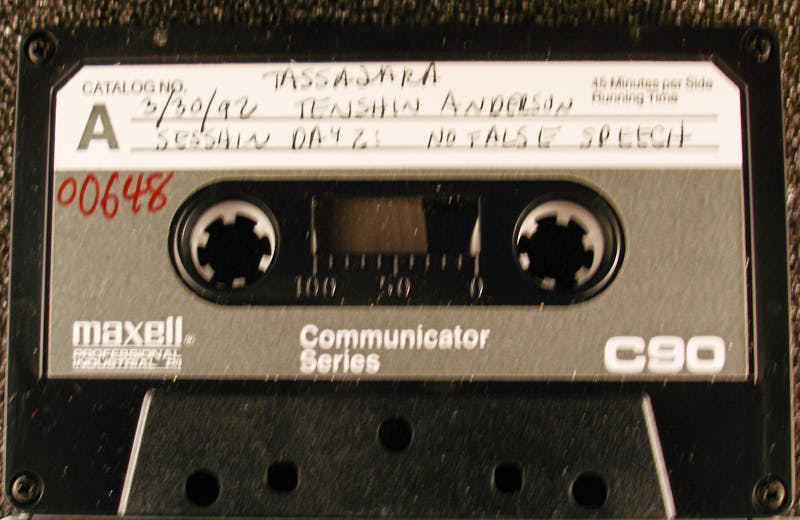 TASSAJARA
CATALOG NO.
45 Minutes per Side
Running Time
A
3/30/92 TENSHIN ANDERSON
SESSHIN DAY 2: NO FALSE SPEECH
00648
100 50 0
maxell®
PROFESSIONAL
INDUSTRIAL
Communicator
Series
C90